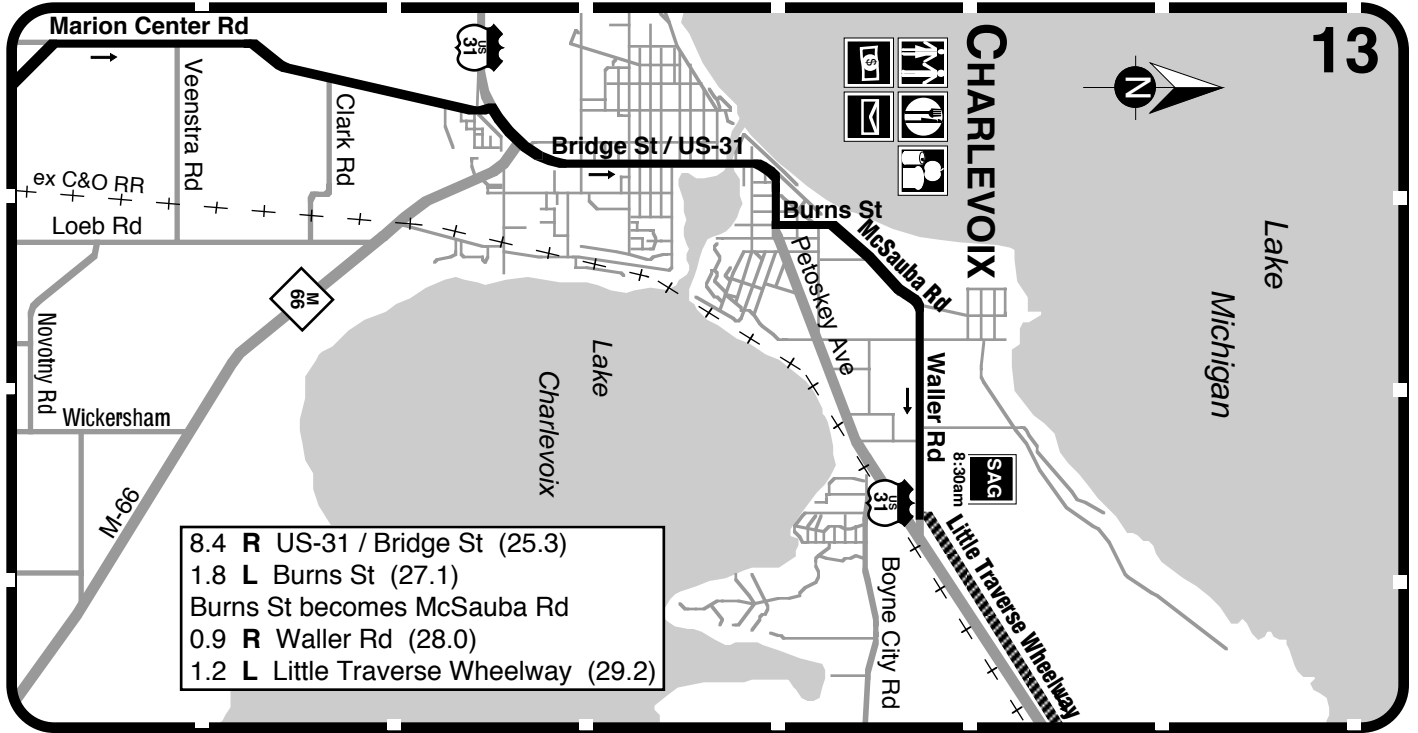 13
Marion Center Rd
US
31
CHARLEVOIX
$
N
Veenstra Rd
Clark Rd
Bridge St / US-31
ex C&O RR
Loeb Rd
Burns St
McSauba Rd
Petoskey Ave
Lake
Michigan
M
66
Novotny Rd
Wickersham
Lake
Charlevoix
Waller Rd
SAG
8:30am
US
31
M-66
Little Traverse Wheelway
Boyne City Rd
8.4 R US-31 / Bridge St (25.3)
1.8 L Burns St (27.1)
Burns St becomes McSauba Rd
0.9 R Waller Rd (28.0)
1.2 L Little Traverse Wheelway (29.2)